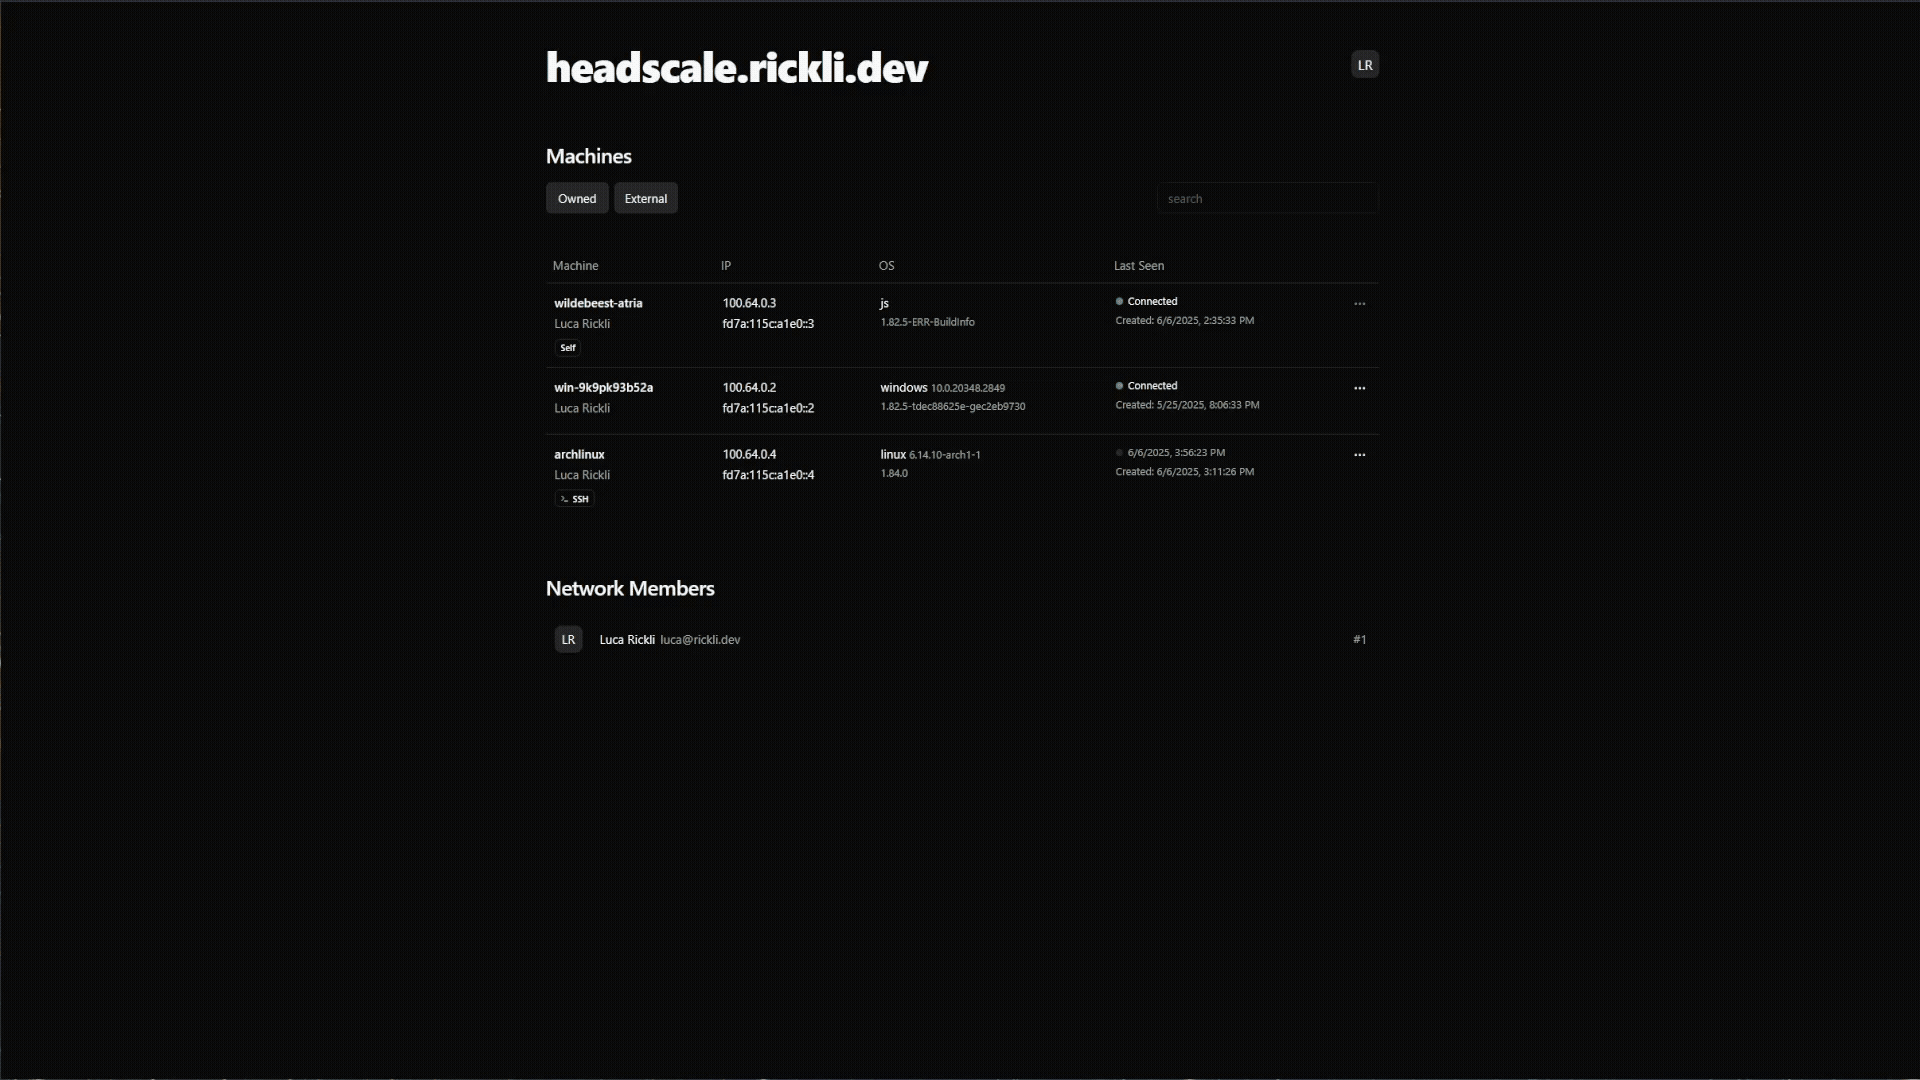 headscale.rickli.dev
LR
Machines
Owned External
search
Machine IP OS Last Seen
wildebeest-atria 100.64.0.3 js Connected ...
Luca Rickli fd7a:115c:a1e0::3 1.82.5-ERR-BuildInfo Created: 6/6/2025, 2:35:33 PM
Self
win-9k9pk93b52a 100.64.0.2 windows 10.0.20348.2849 Connected ...
Luca Rickli fd7a:115c:a1e0::2 1.82.5-tdec88625e-gec2eb9730 Created: 5/25/2025, 8:06:33 PM
archlinux 100.64.0.4 linux 6.14.10-arch1-1 6/6/2025, 3:56:23 PM ...
Luca Rickli fd7a:115c:a1e0::4 1.84.0 Created: 6/6/2025, 3:11:26 PM
>_ SSH
Network Members
LR Luca Rickli luca@rickli.dev #1